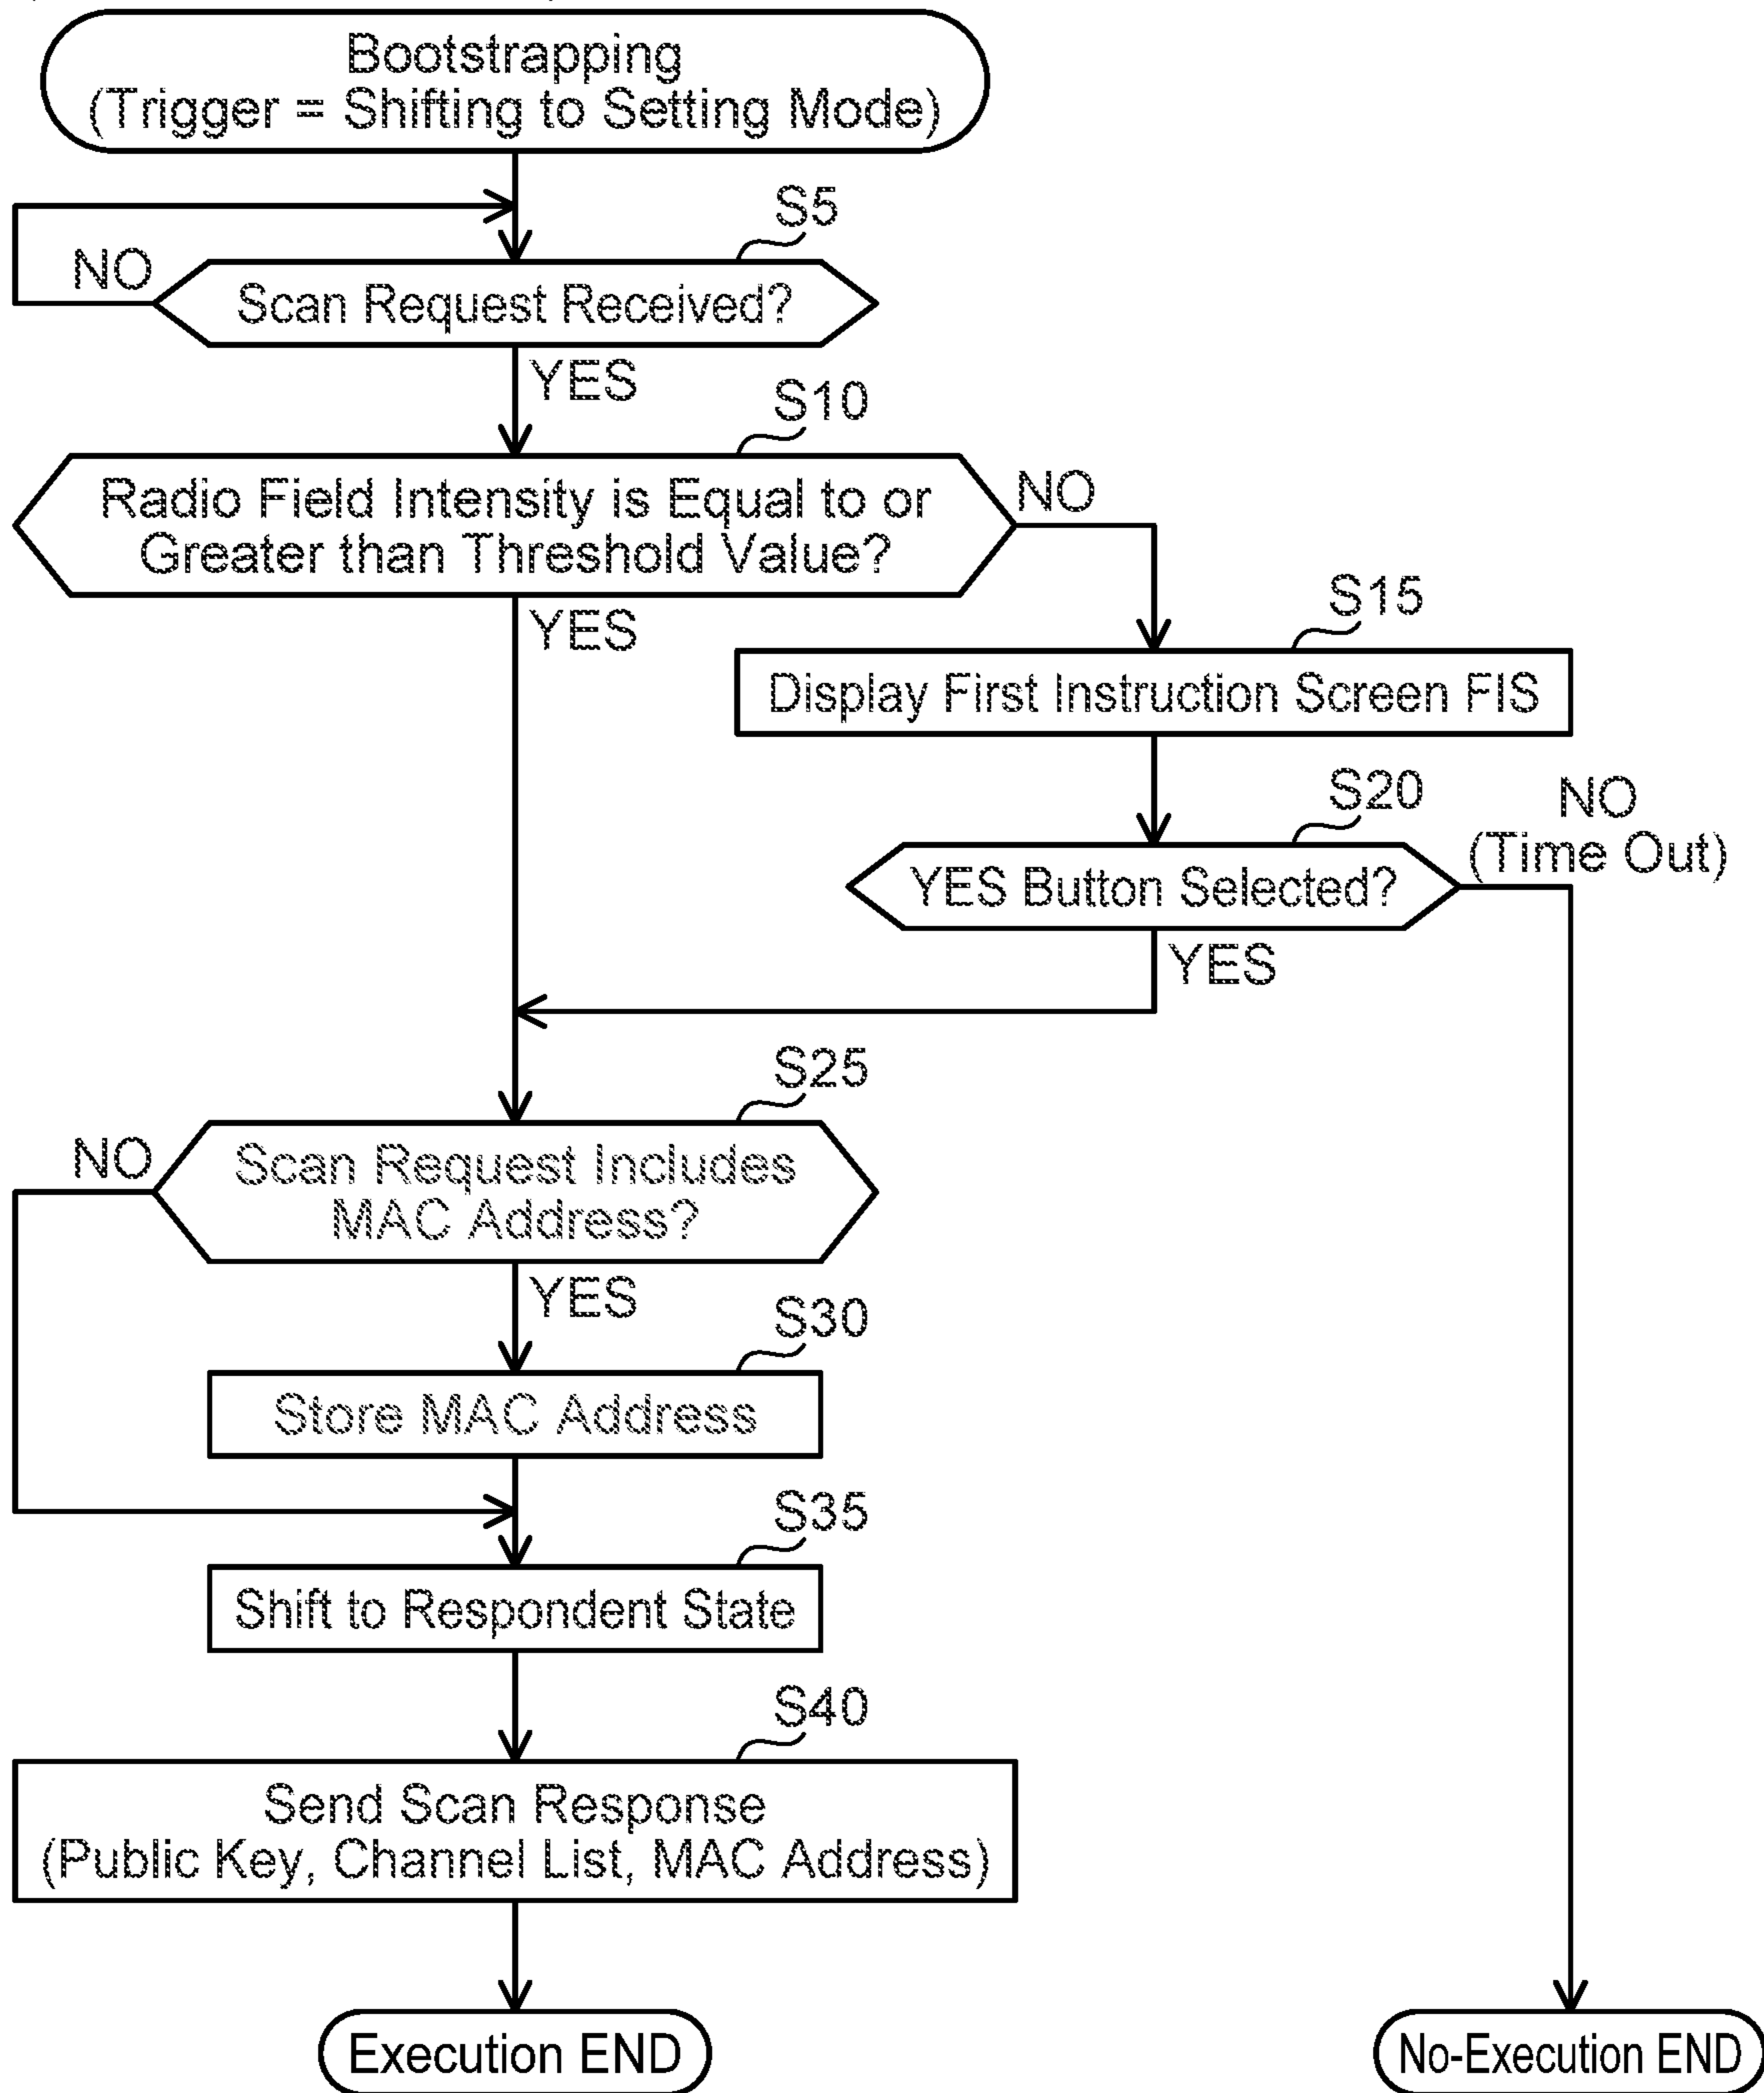 Bootstrapping
(Trigger = Shifting to Setting Mode)
S5
NO
Scan Request Received?
YES
S10
Radio Field Intensity is Equal to or
Greater than Threshold Value?
NO
YES
S15
Display First Instruction Screen FIS
S20
NO
(Time Out)
YES Button Selected?
YES
S25
NO
Scan Request Includes
MAC Address?
YES
S30
Store MAC Address
S35
Shift to Respondent State
S40
Send Scan Response
(Public Key, Channel List, MAC Address)
Execution END
No-Execution END